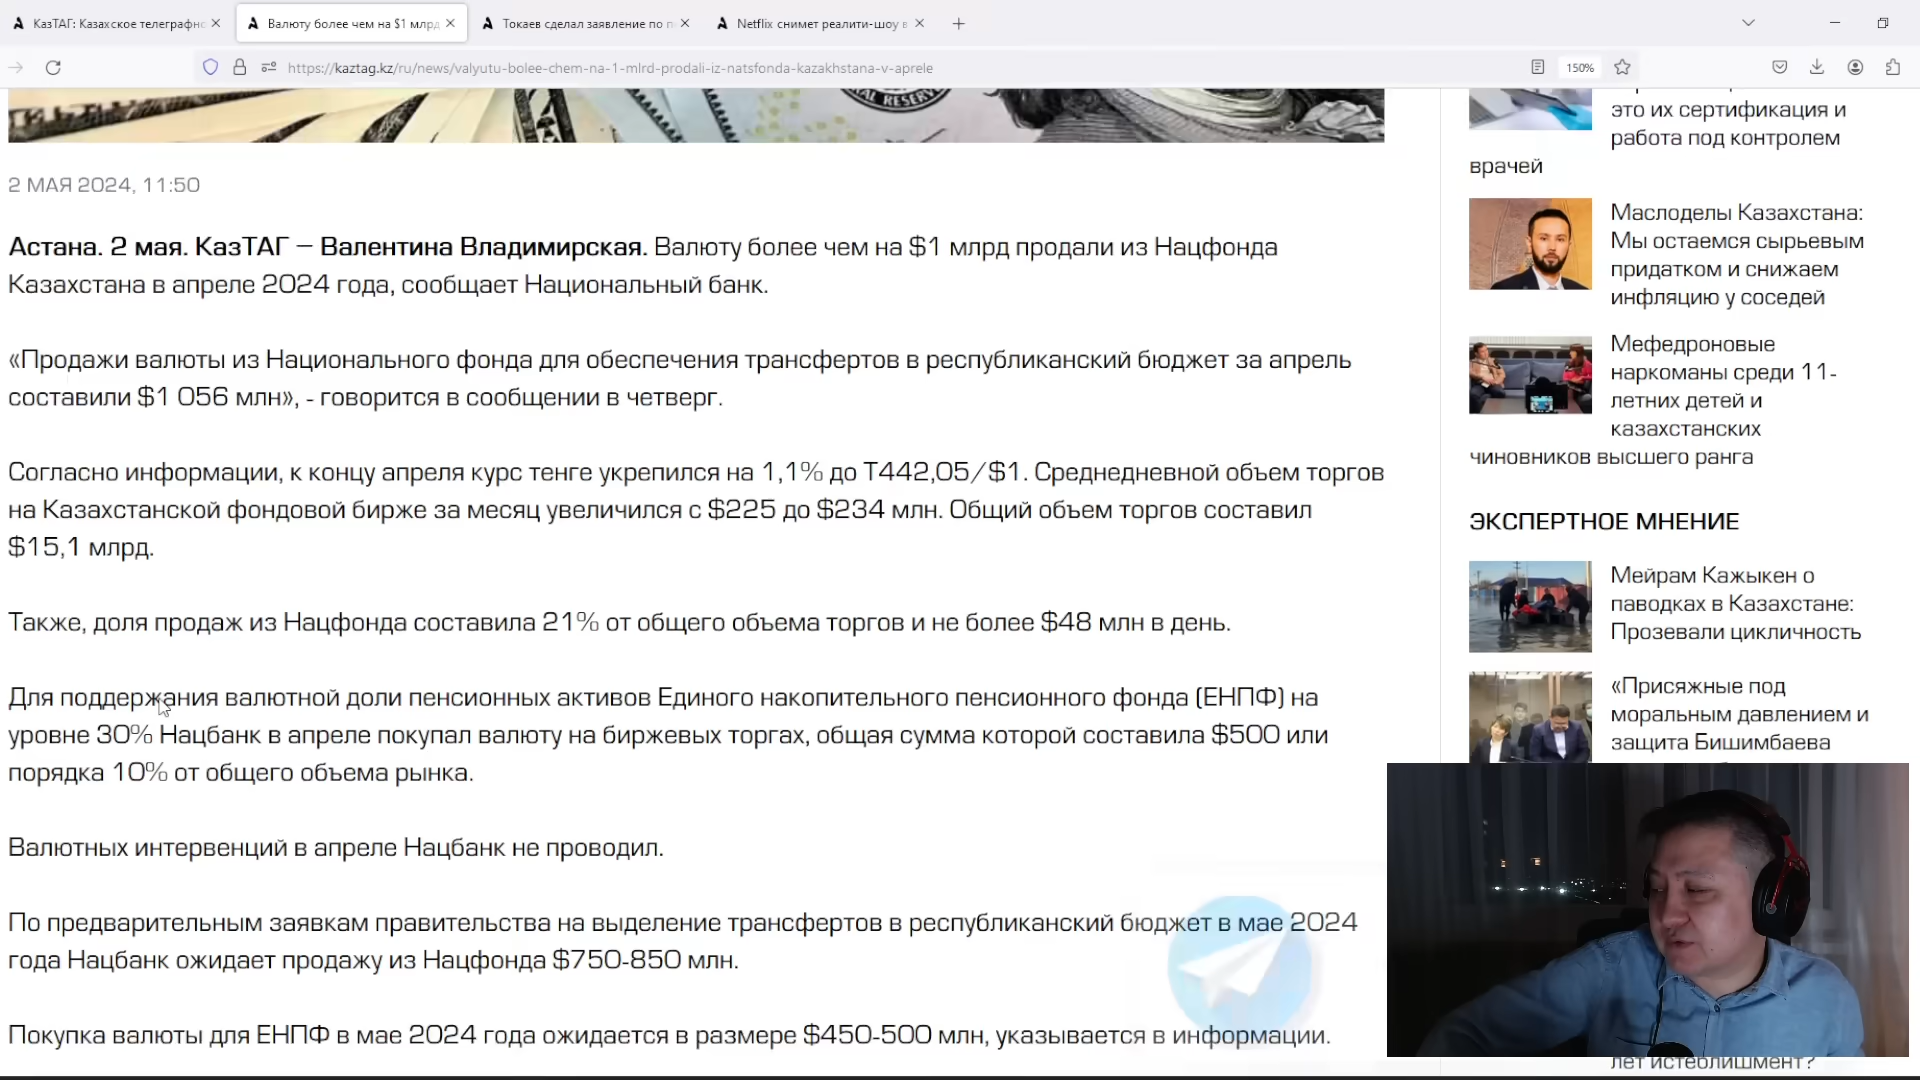 КазТАГ: Казахское телеграфно
Валюту более чем на $1 млрд
Токаев сделал заявление по п
Netflix снимет реалити-шоу в
https://kaztag.kz/ru/news/valyutu-bolee-chem-na-1-mlrd-prodali-iz-natsfonda-kazakhstana-v-aprele
150%
2 МАЯ 2024, 11:50
Астана. 2 мая. КазТАГ – Валентина Владимирская. Валюту более чем на $1 млрд продали из Нацфонда
Казахстана в апреле 2024 года, сообщает Национальный банк.
«Продажи валюты из Национального фонда для обеспечения трансфертов в республиканский бюджет за апрель
составили $1 056 млн», - говорится в сообщении в четверг.
Согласно информации, к концу апреля курс тенге укрепился на 1,1% до Т442,05/$1. Среднедневной объем торгов
на Казахстанской фондовой бирже за месяц увеличился с $225 до $234 млн. Общий объем торгов составил
$15,1 млрд.
Также, доля продаж из Нацфонда составила 21% от общего объема торгов и не более $48 млн в день.
Для поддержания валютной доли пенсионных активов Единого накопительного пенсионного фонда (ЕНПФ) на
уровне 30% Нацбанк в апреле покупал валюту на биржевых торгах, общая сумма которой составила $500 или
порядка 10% от общего объема рынка.
Валютных интервенций в апреле Нацбанк не проводил.
По предварительным заявкам правительства на выделение трансфертов в республиканский бюджет в мае 2024
года Нацбанк ожидает продажу из Нацфонда $750-850 млн.
Покупка валюты для ЕНПФ в мае 2024 года ожидается в размере $450-500 млн, указывается в информации.
это их сертификация и
работа под контролем
врачей
Маслоделы Казахстана:
Мы остаемся сырьевым
придатком и снижаем
инфляцию у соседей
Мефедроновые
наркоманы среди 11-
летних детей и
казахстанских
чиновников высшего ранга
ЭКСПЕРТНОЕ МНЕНИЕ
Мейрам Кажыкен о
паводках в Казахстане:
Прозевали цикличность
«Присяжные под
моральным давлением и
защита Бишимбаева
лет истеблишмент?